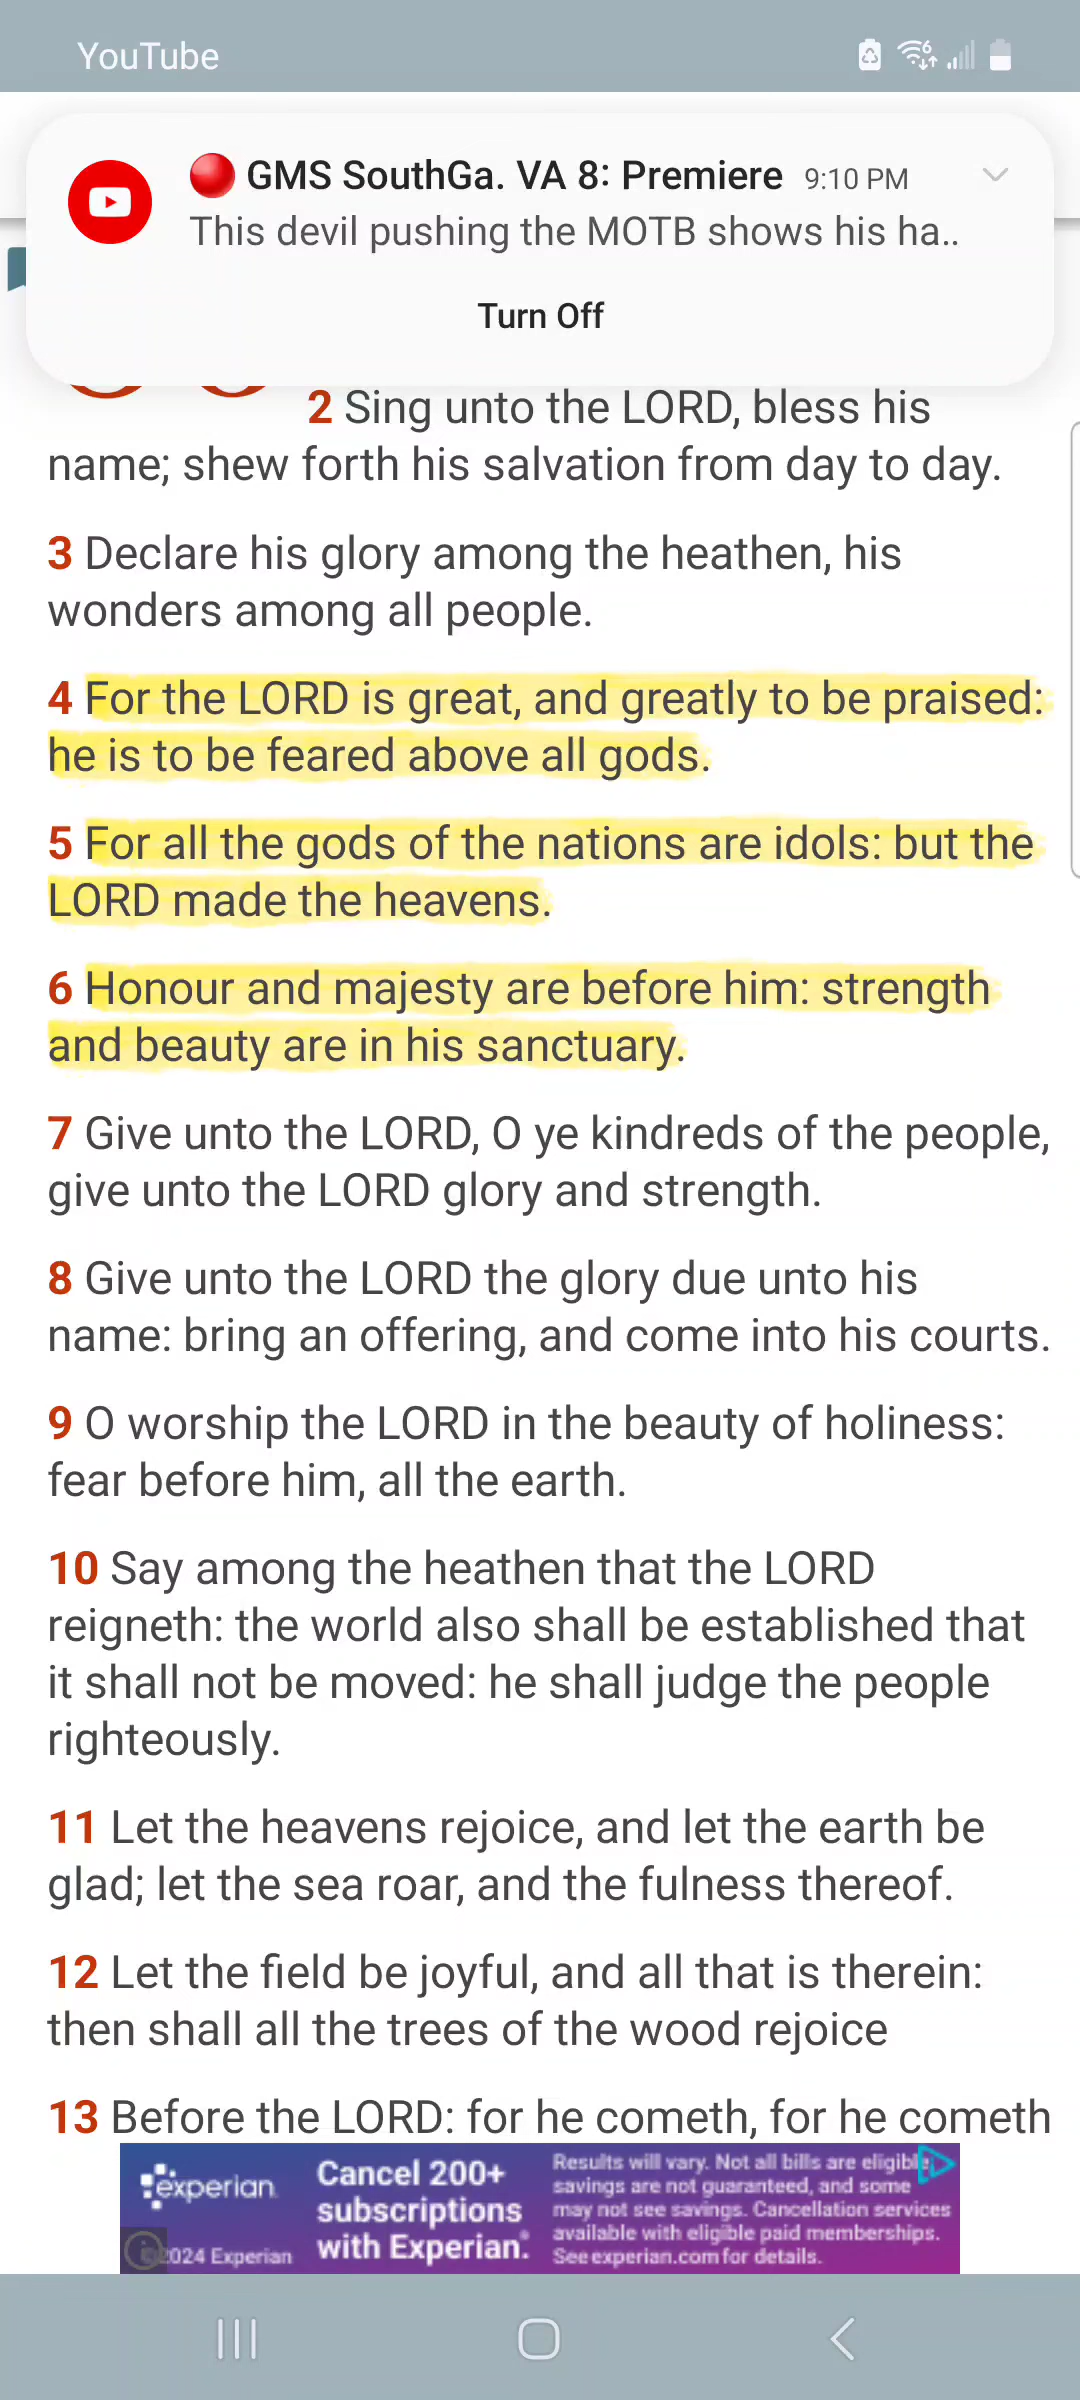 YouTube
GMS SouthGa. VA 8: Premiere 9:10 PM
This devil pushing the MOTB shows his ha..
Turn Off
2 Sing unto the LORD, bless his
name; shew forth his salvation from day to day.
3 Declare his glory among the heathen, his
wonders among all people.
4 For the LORD is great, and greatly to be praised:
he is to be feared above all gods.
5 For all the gods of the nations are idols: but the
LORD made the heavens.
6 Honour and majesty are before him: strength
and beauty are in his sanctuary.
7 Give unto the LORD, O ye kindreds of the people,
give unto the LORD glory and strength.
8 Give unto the LORD the glory due unto his
name: bring an offering, and come into his courts.
9 O worship the LORD in the beauty of holiness:
fear before him, all the earth.
10 Say among the heathen that the LORD
reigneth: the world also shall be established that
it shall not be moved: he shall judge the people
righteously.
11 Let the heavens rejoice, and let the earth be
glad; let the sea roar, and the fulness thereof.
12 Let the field be joyful, and all that is therein:
then shall all the trees of the wood rejoice
13 Before the LORD: for he cometh, for he cometh
experian
2024 Experian
Cancel 200+
subscriptions
with Experian.
Results will vary. Not all bills are eligible,
savings are not guaranteed, and some
may not see savings. Cancellation services
available with eligible paid memberships.
See experian.com for details.